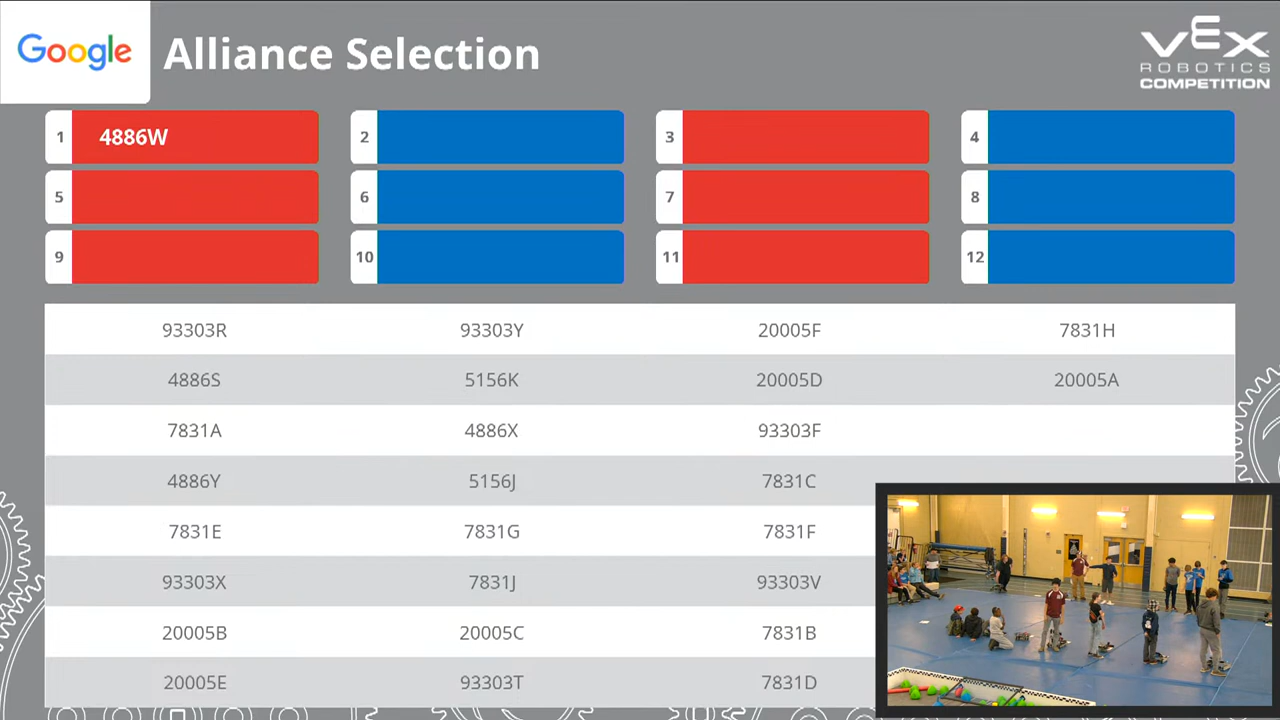 Google Alliance Selection
VEX
ROBOTICS
COMPETITION
1 4886W 2 3 4
5 6 7 8
9 10 11 12
93303R 93303Y 20005F 7831H
4886S 5156K 20005D 20005A
7831A 4886X 93303F
4886Y 5156J 7831C
7831E 7831G 7831F
93303X 7831J 93303V
20005B 20005C 7831B
20005E 93303T 7831D